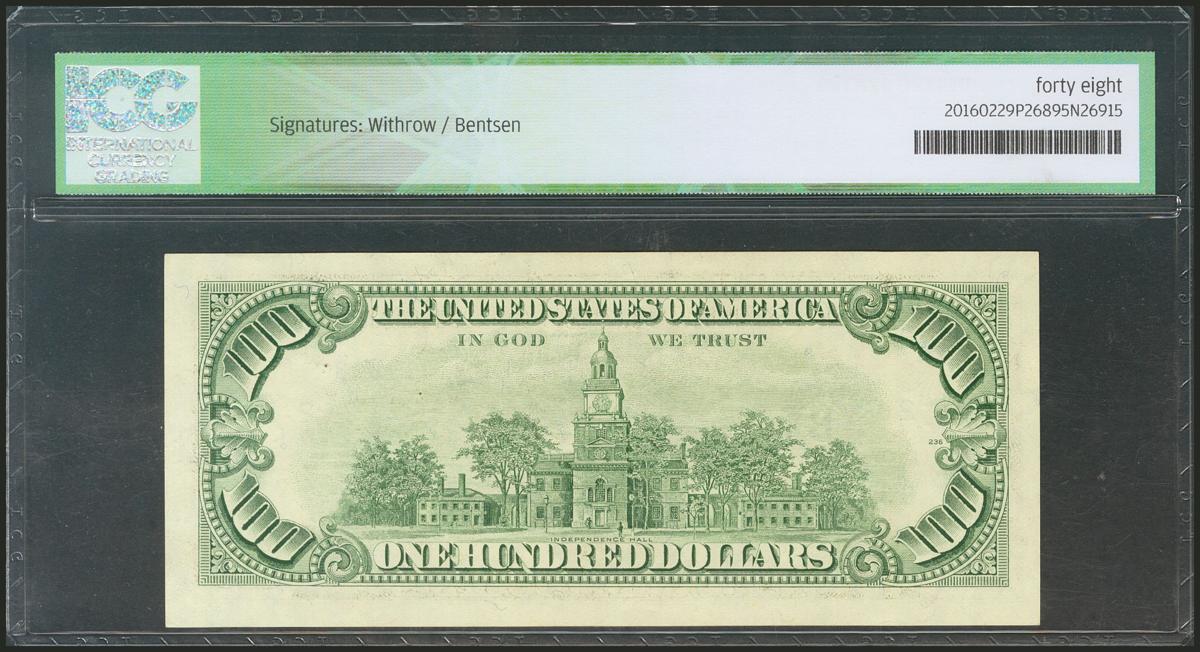 ICG
INTERNATIONAL
CURRENCY
GRADING
Signatures: Withrow / Bentsen
forty eight
20160229P26895N26915
100
THE UNITED STATES OF AMERICA
100
IN GOD WE TRUST
236
INDEPENDENCE HALL
100
ONE HUNDRED DOLLARS
100